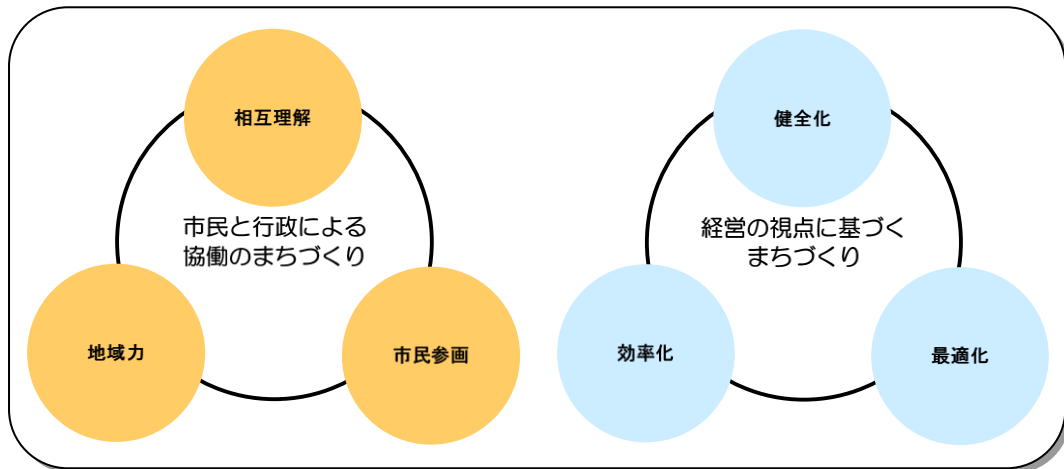 相互理解
市民と行政による
協働のまちづくり
地域力
市民参画
健全化
経営の視点に基づく
まちづくり
効率化
最適化